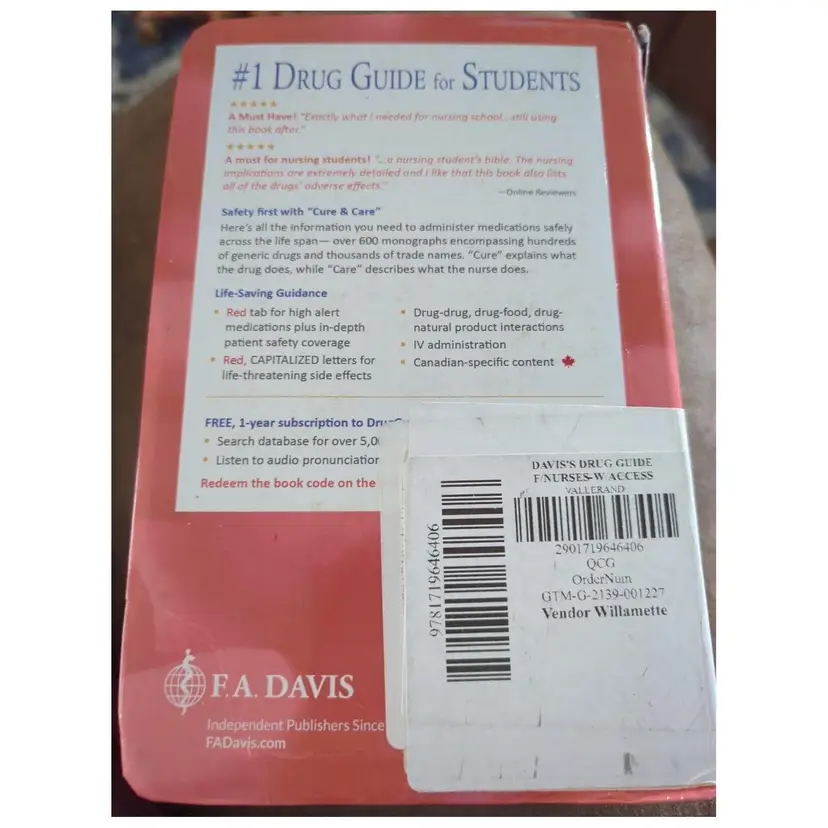 #1 DRUG GUIDE for STUDENTS
★★★★★
A Must Have! "Exactly what I needed for nursing school... still using
this book after."
★★★★★
A must for nursing students! "...a nursing student's bible. The nursing
implications are extremely detailed and I like that this book also lists
all of the drugs' adverse effects."
—Online Reviewers
Safety first with "Cure & Care"
Here's all the information you need to administer medications safely
across the life span— over 600 monographs encompassing hundreds
of generic drugs and thousands of trade names. "Cure" explains what
the drug does, while "Care" describes what the nurse does.
Life-Saving Guidance
• Red tab for high alert
medications plus in-depth
patient safety coverage
• Red, CAPITALIZED letters for
life-threatening side effects
• Drug-drug, drug-food, drug-
natural product interactions
• IV administration
• Canadian-specific content
FREE, 1-year subscription to
• Search database for over
• Listen to audio
Redeem the book code on the
DAVIS'S DRUG GUIDE
F/NURSES-W/ACCESS
VALLERAND
2901719646406
QCG
OrderNum
GTM-G-2139-001227
Vendor Willamette
9781719646406
F.A. DAVIS
Independent Publishers Since
FADavis.com